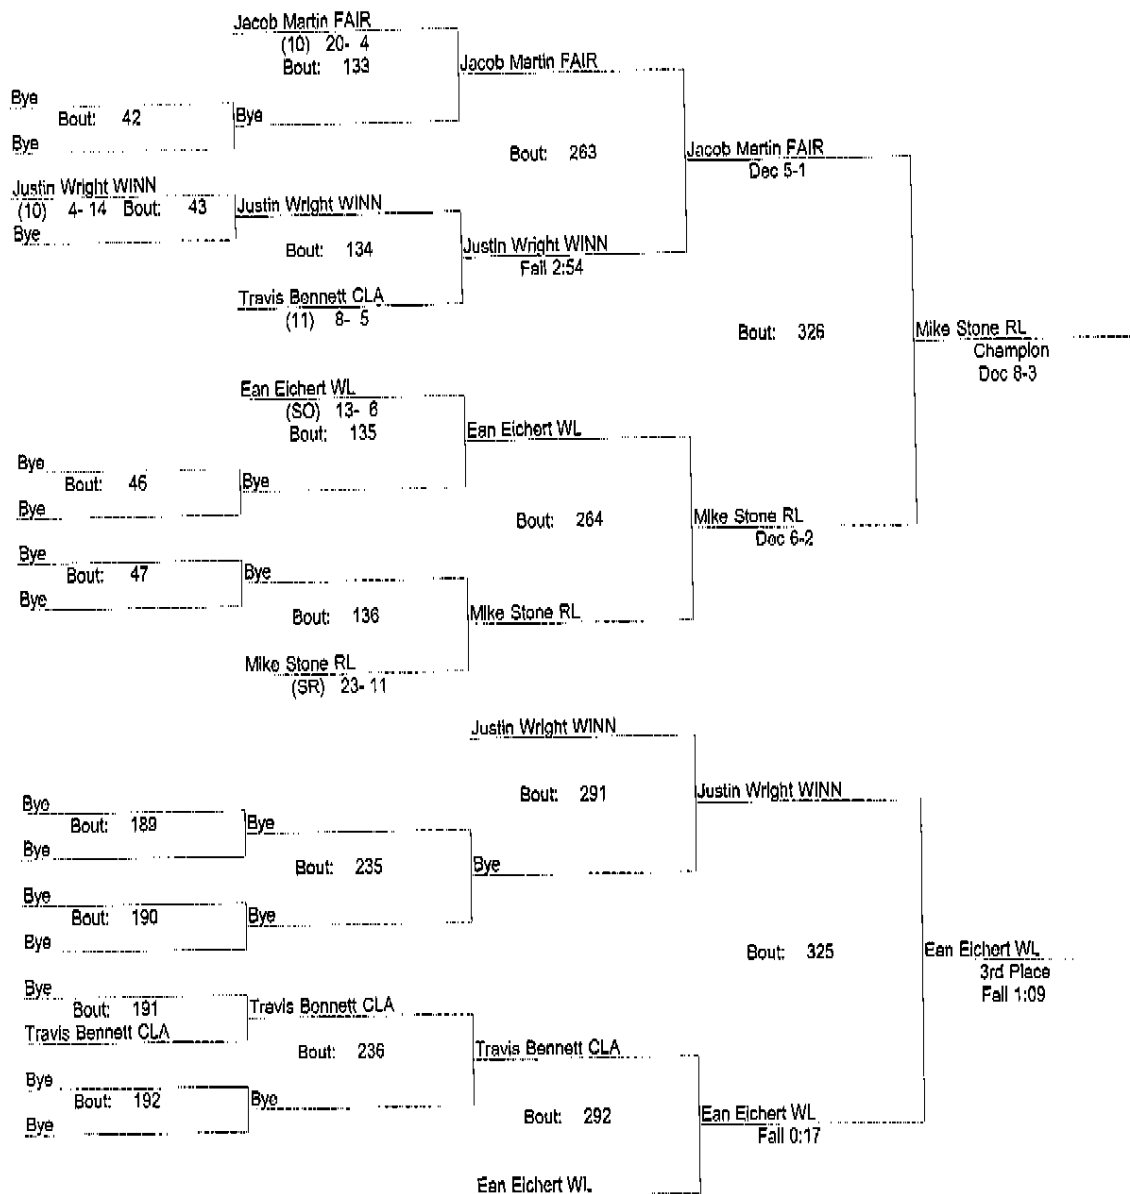 Jacob Martin FAIR
(10) 20- 4
Bout: 133
Jacob Martin FAIR
Bye
Bout: 42
Bye
Bye
Bout: 263
Jacob Martin FAIR
Dec 5-1
Justin Wright WINN
(10) 4- 14 Bout: 43
Justin Wright WINN
Bye
Bout: 134
Justin Wright WINN
Fall 2:54
Travis Bennett CLA
(11) 8- 5
Bout: 326
Mike Stone RL
Champion
Dec 8-3
Ean Eichert WL
(SO) 13- 6
Bout: 135
Ean Eichert WL
Bye
Bout: 46
Bye
Bye
Bout: 264
Mike Stone RL
Dec 6-2
Bye
Bout: 47
Bye
Bye
Bout: 136
Mike Stone RL
Mike Stone RL
(SR) 23- 11
Justin Wright WINN
Bout: 291
Justin Wright WINN
Bye
Bout: 189
Bye
Bye
Bout: 235
Bye
Bye
Bout: 190
Bye
Bye
Bout: 325
Ean Eichert WL
3rd Place
Fall 1:09
Bye
Bout: 191
Travis Bennett CLA
Travis Bennett CLA
Bout: 236
Travis Bennett CLA
Bye
Bout: 192
Bye
Bye
Bout: 292
Ean Eichert WL
Fall 0:17
Ean Eichert WL